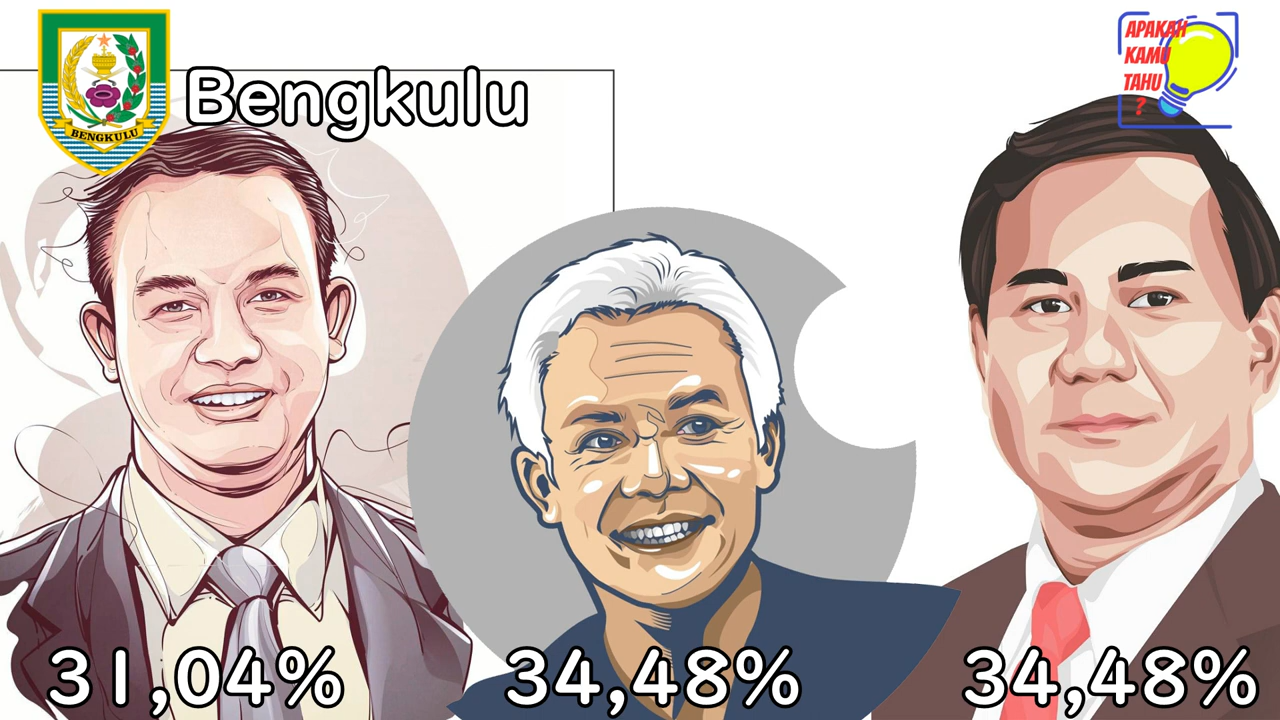 Bengkulu
BENGKULU
APAKAH
KAMU
TAHU
?
31,04%
34,48%
34,48%